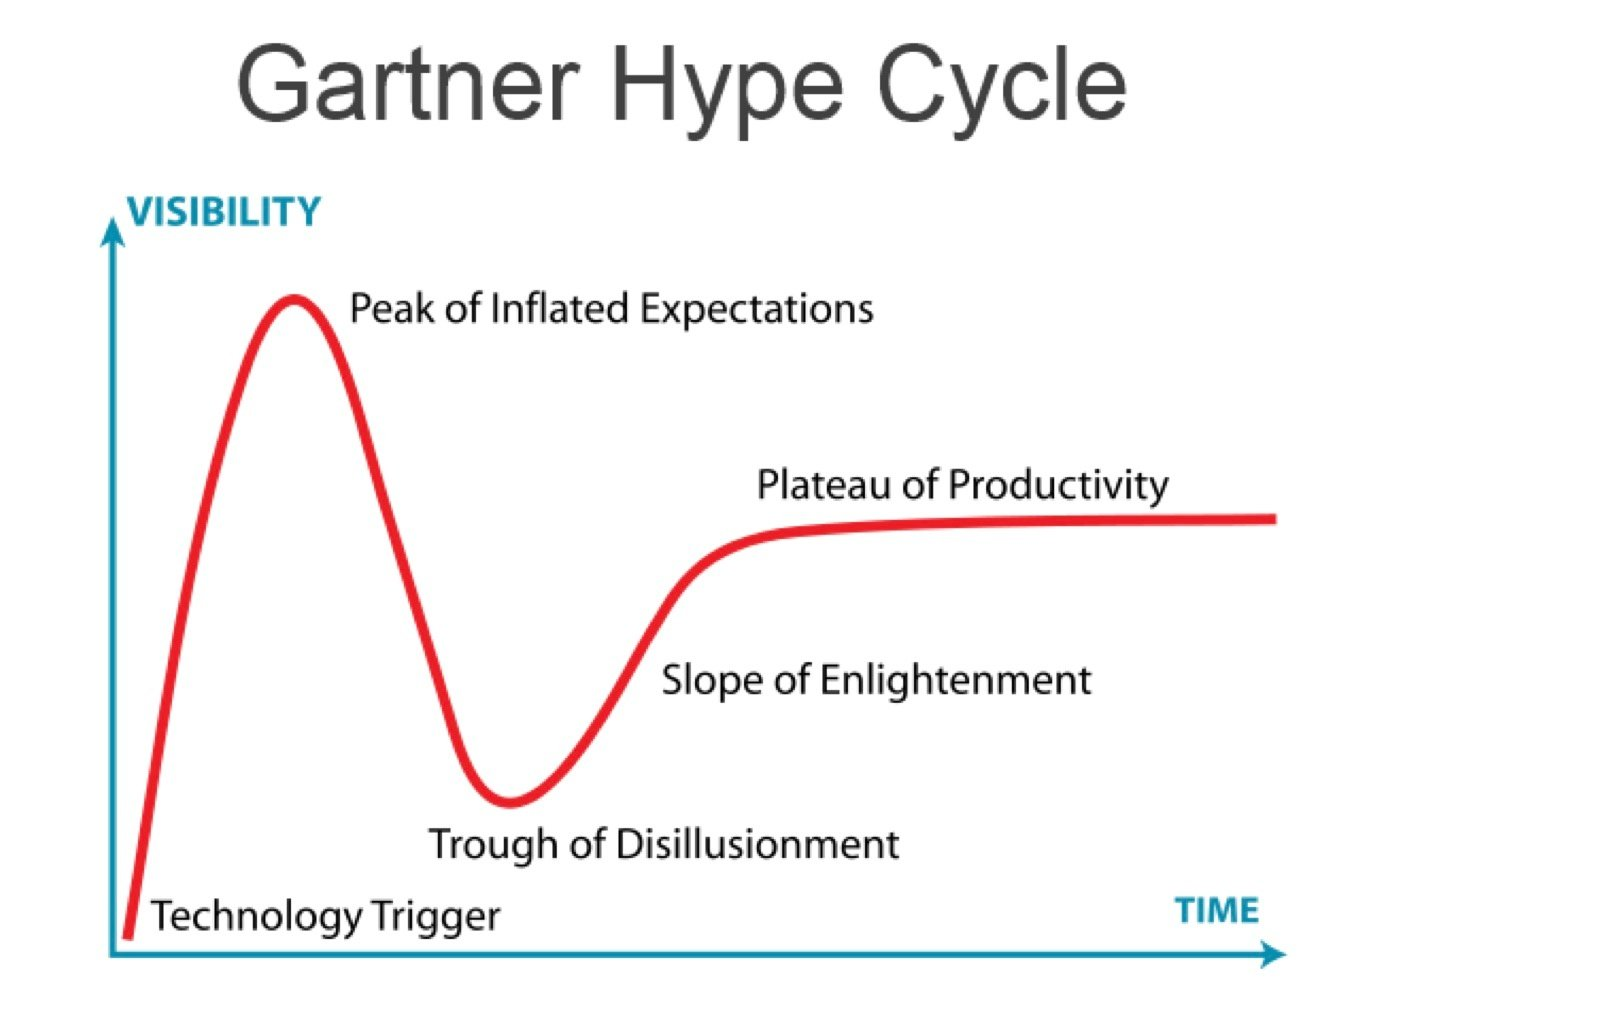 Gartner Hype Cycle
VISIBILITY
Peak of Inflated Expectations
Plateau of Productivity
Slope of Enlightenment
Trough of Disillusionment
Technology Trigger
TIME